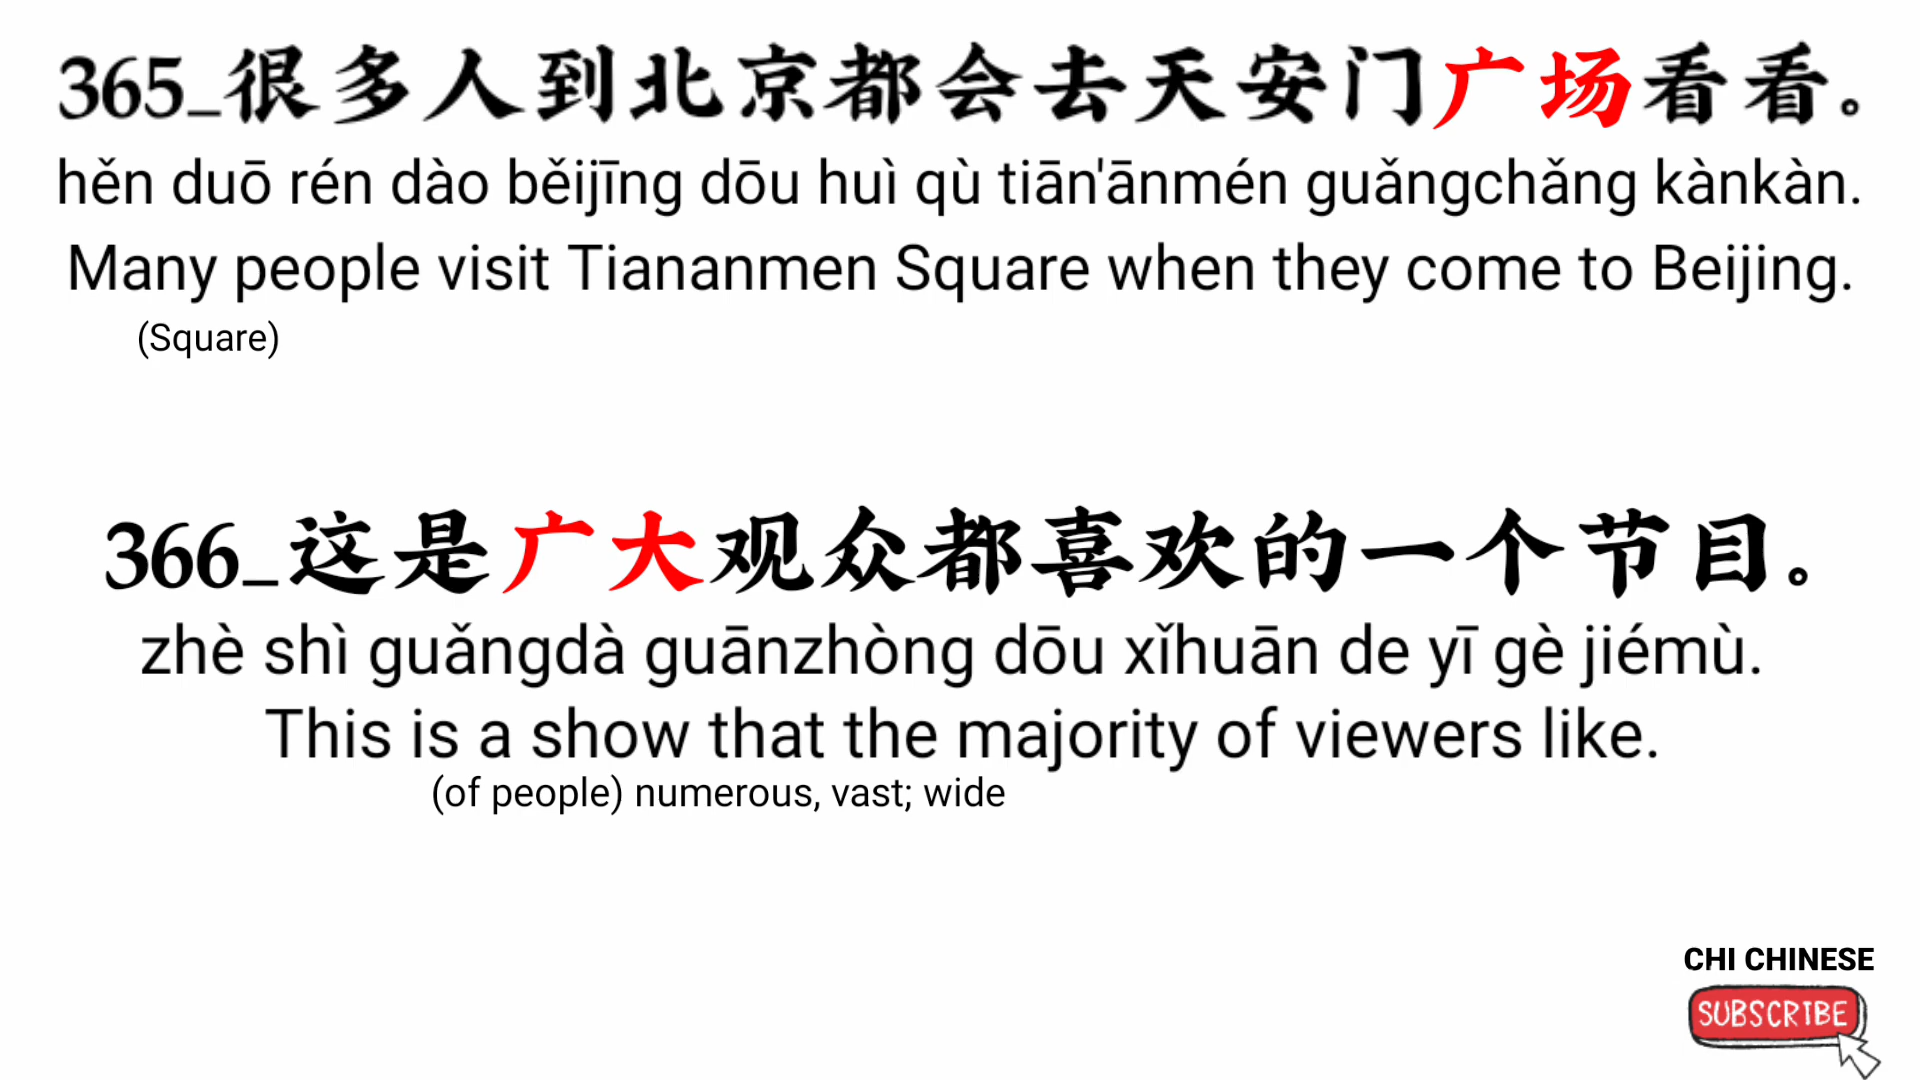 365_很多人到北京都会去天安门广场看看。
hěn duō rén dào běijīng dōu huì qù tiān'ānmén guǎngchǎng kànkàn.
Many people visit Tiananmen Square when they come to Beijing.
(Square)
366_这是广大观众都喜欢的一个节目。
zhè shì guǎngdà guānzhòng dōu xǐhuān de yī gè jiémù.
This is a show that the majority of viewers like.
(of people) numerous, vast; wide
CHI CHINESE
SUBSCRIBE